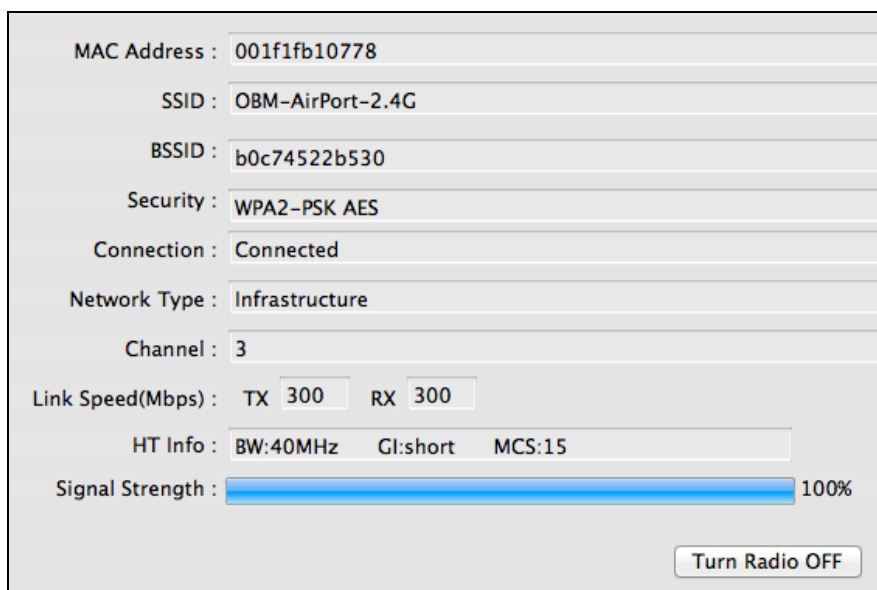 MAC Address : 001f1fb10778
SSID : OBM-AirPort-2.4G
BSSID : b0c74522b530
Security : WPA2-PSK AES
Connection : Connected
Network Type : Infrastructure
Channel : 3
Link Speed(Mbps) : TX 300 RX 300
HT Info : BW:40MHz GI:short MCS:15
Signal Strength : 100%
Turn Radio OFF